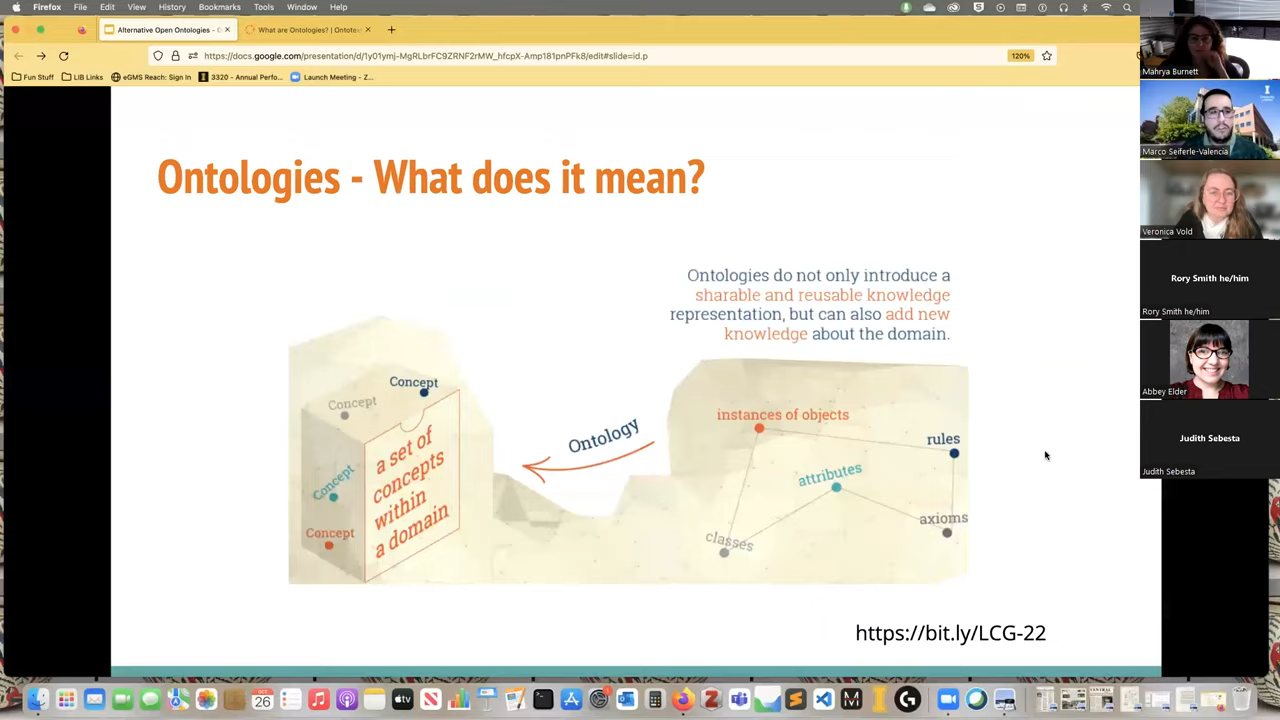 Firefox File Edit View History Bookmarks Tools Window Help
Alternative Open Ontologies - G
What are Ontologies? | Ontotex
https://docs.google.com/presentation/d/1y01ymj-MgRLbrFC9ZRNF2rMW_hfcpX-Amp181pnPFk8/edit#slide=id.p
120%
Fun Stuff LIB Links eGMS Reach: Sign In 3320 - Annual Perfo... Launch Meeting - Z...
Ontologies - What does it mean?
Ontologies do not only introduce a
sharable and reusable knowledge
representation, but can also add new
knowledge about the domain.
Concept
Concept
Concept
Concept
a set of
concepts
within
a domain
Ontology
instances of objects
rules
attributes
axioms
classes
https://bit.ly/LCG-22
Mahrya Burnett
Marco Seiferle-Valencia
Veronica Vold
Rory Smith he/him
Rory Smith he/him
Abbey Elder
Judith Sebesta
Judith Sebesta
OCT
26
tv